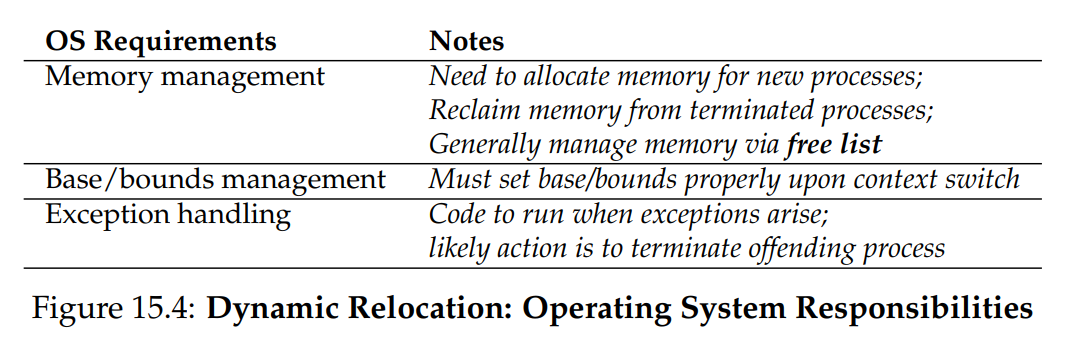 OS Requirements Notes
Memory management Need to allocate memory for new processes;
Reclaim memory from terminated processes;
Generally manage memory via free list
Base/bounds management Must set base/bounds properly upon context switch
Exception handling Code to run when exceptions arise;
likely action is to terminate offending process
Figure 15.4: Dynamic Relocation: Operating System Responsibilities